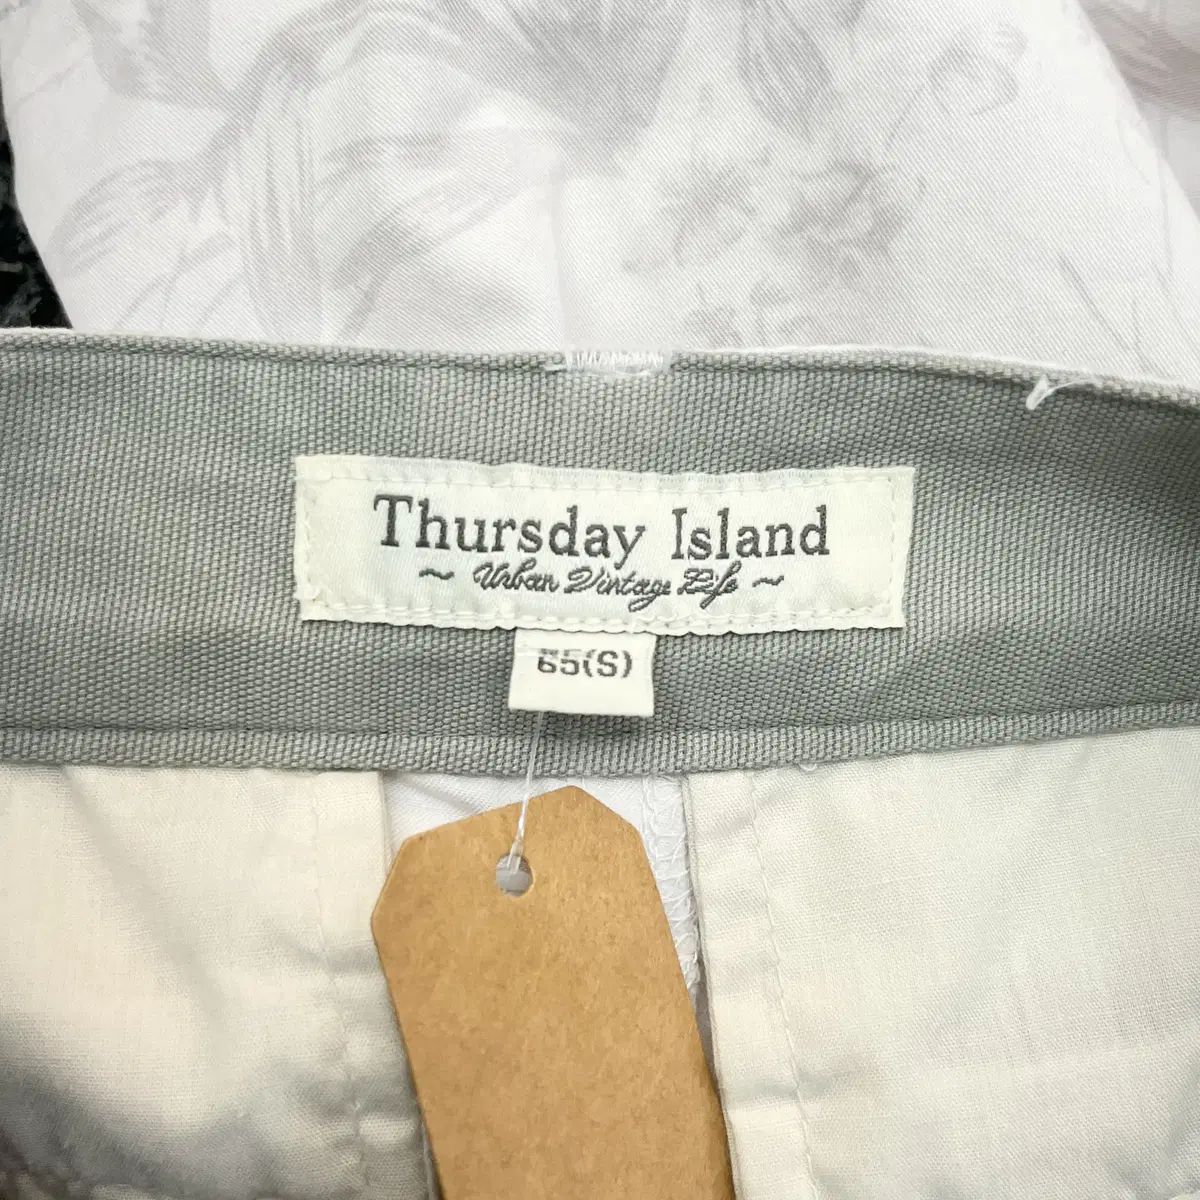 Thursday Island
~ Urban Vintage Life ~
65(S)